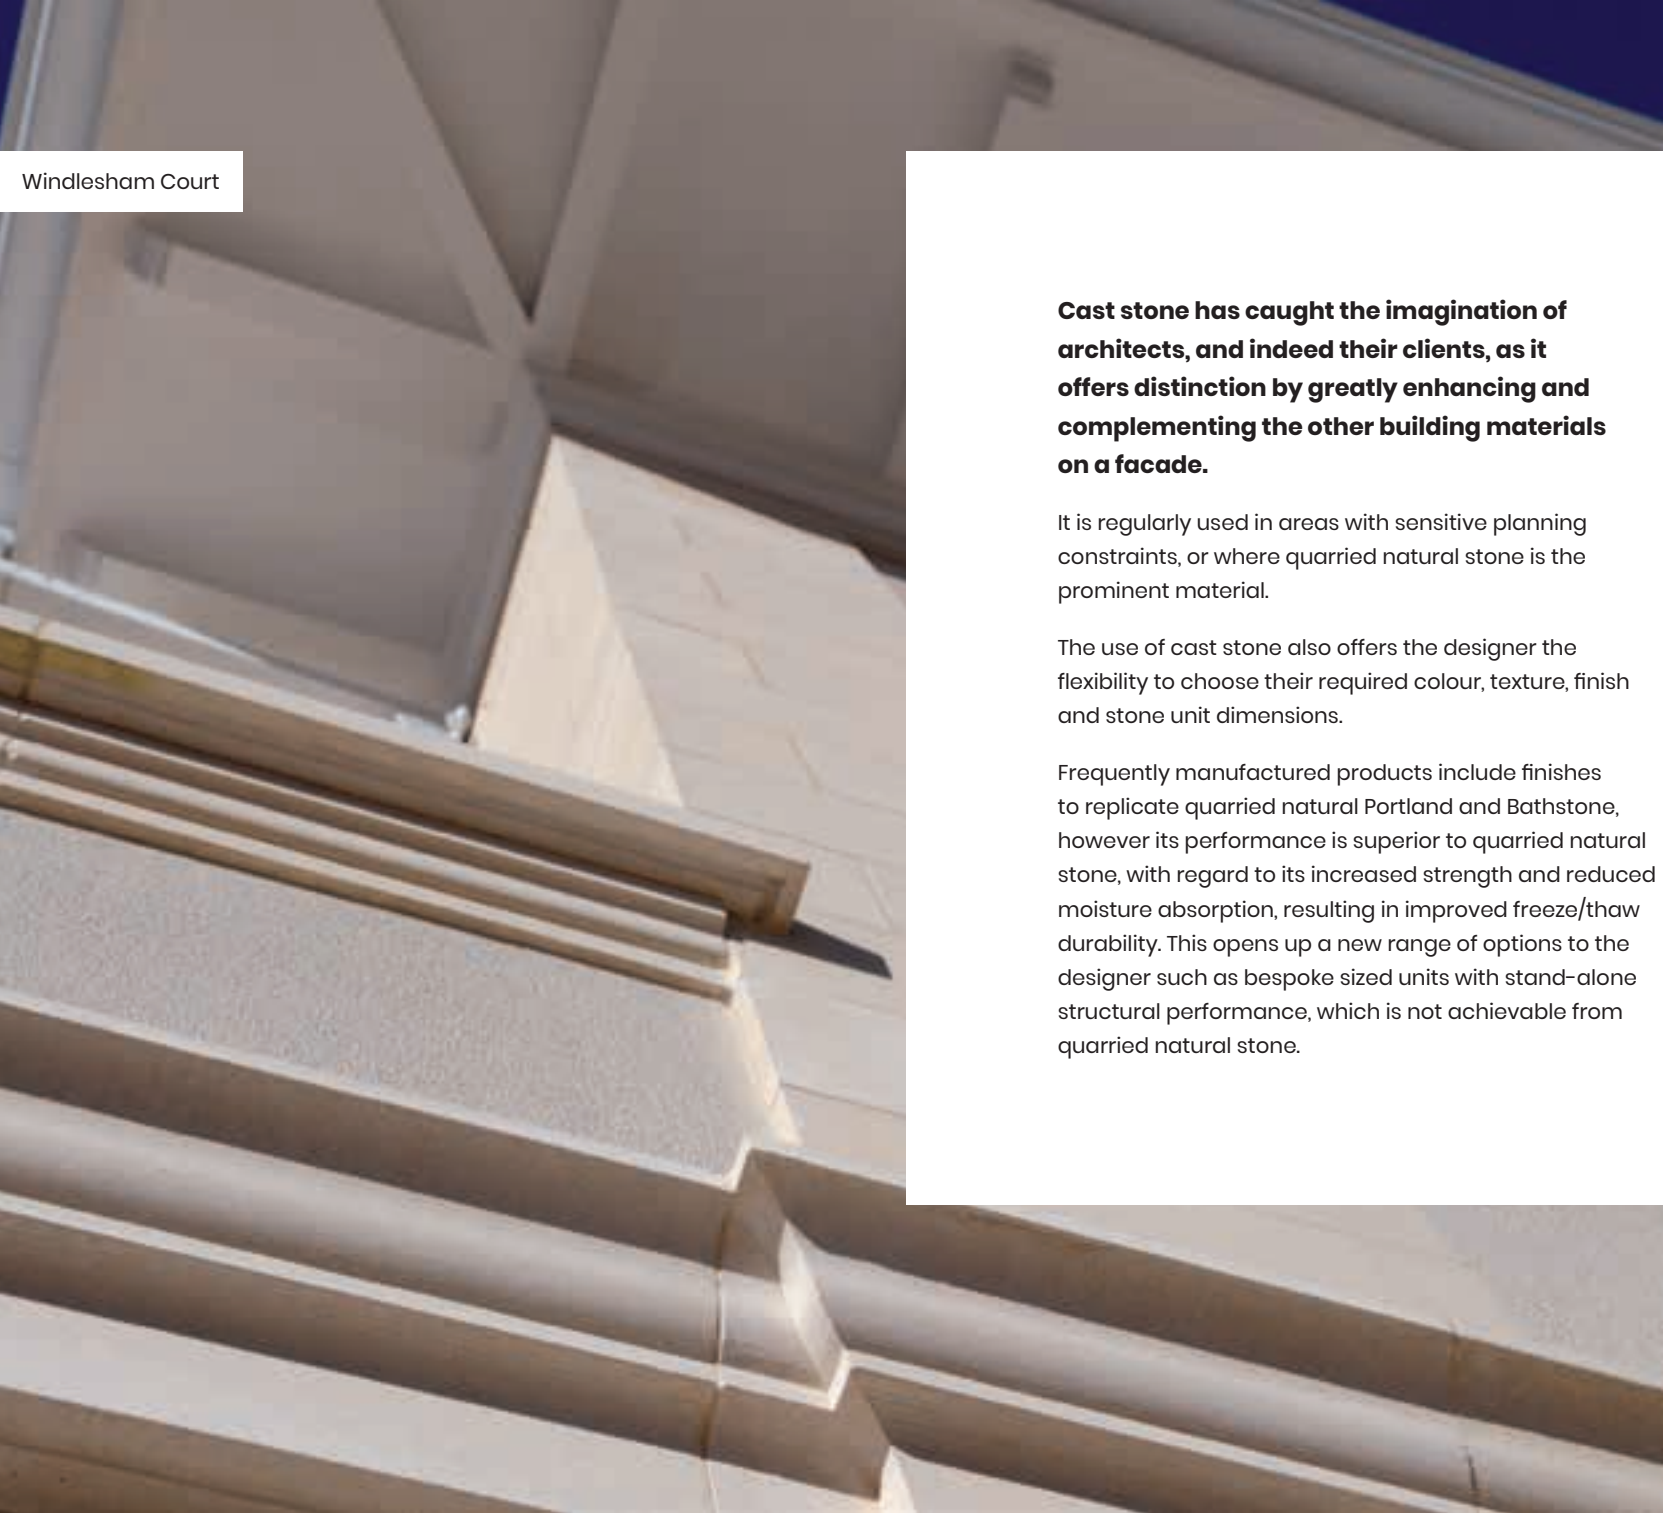 Windlesham Court
Cast stone has caught the imagination of
architects, and indeed their clients, as it
offers distinction by greatly enhancing and
complementing the other building materials
on a facade.
It is regularly used in areas with sensitive planning
constraints, or where quarried natural stone is the
prominent material.
The use of cast stone also offers the designer the
flexibility to choose their required colour, texture, finish
and stone unit dimensions.
Frequently manufactured products include finishes
to replicate quarried natural Portland and Bathstone,
however its performance is superior to quarried natural
stone, with regard to its increased strength and reduced
moisture absorption, resulting in improved freeze/thaw
durability. This opens up a new range of options to the
designer such as bespoke sized units with stand-alone
structural performance, which is not achievable from
quarried natural stone.